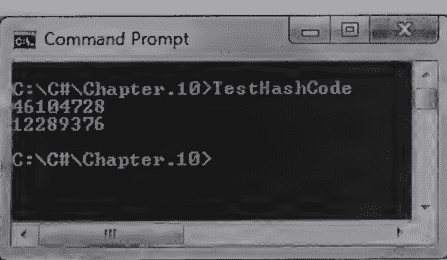 Command Prompt
C:\C#\Chapter.10>TestHashCode
46104728
12289376
C:\C#\Chapter.10>